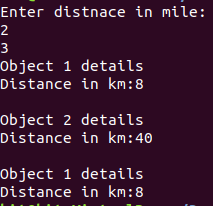 Enter distnace in mile:
2
3
Object 1 details
Distance in km:8
Object 2 details
Distance in km:40
Object 1 details
Distance in km:8